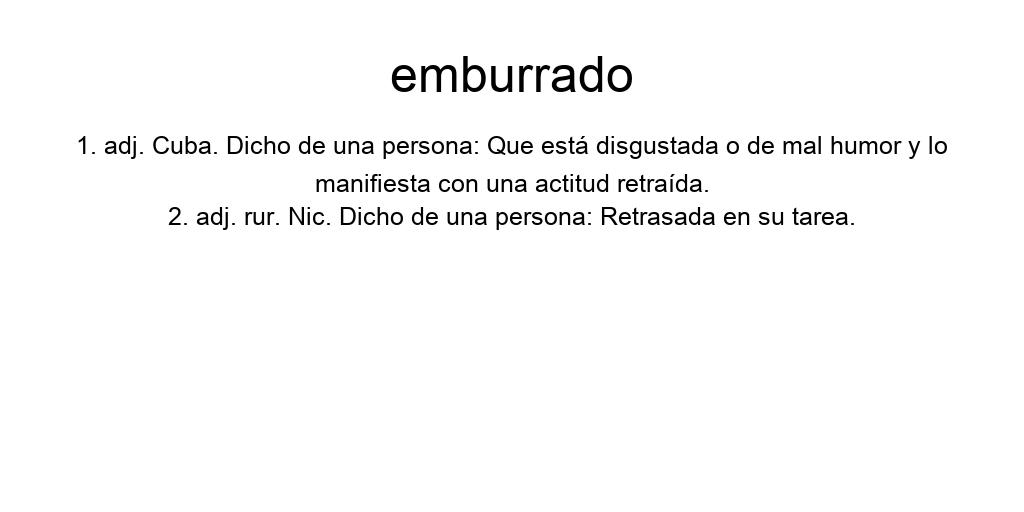 emburrado
1. adj. Cuba. Dicho de una persona: Que está disgustada o de mal humor y lo
manifiesta con una actitud retraída.
2. adj. rur. Nic. Dicho de una persona: Retrasada en su tarea.